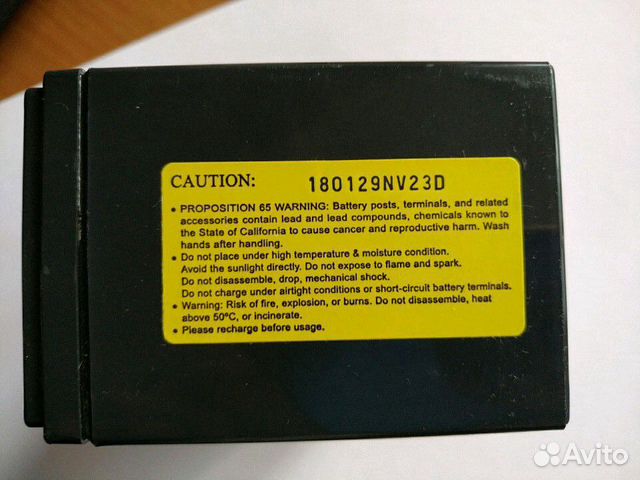 CAUTION: 180129NV23D
• PROPOSITION 65 WARNING: Battery posts, terminals, and related
accessories contain lead and lead compounds, chemicals known to
the State of California to cause cancer and reproductive harm. Wash
hands after handling.
• Do not place under high temperature & moisture condition.
Avoid the sunlight directly. Do not expose to flame and spark.
Do not disassemble, drop, mechanical shock.
Do not charge under airtight conditions or short-circuit battery terminals.
• Warning: Risk of fire, explosion, or burns. Do not disassemble, heat
above 50°C, or incinerate.
• Please recharge before usage.
Avito